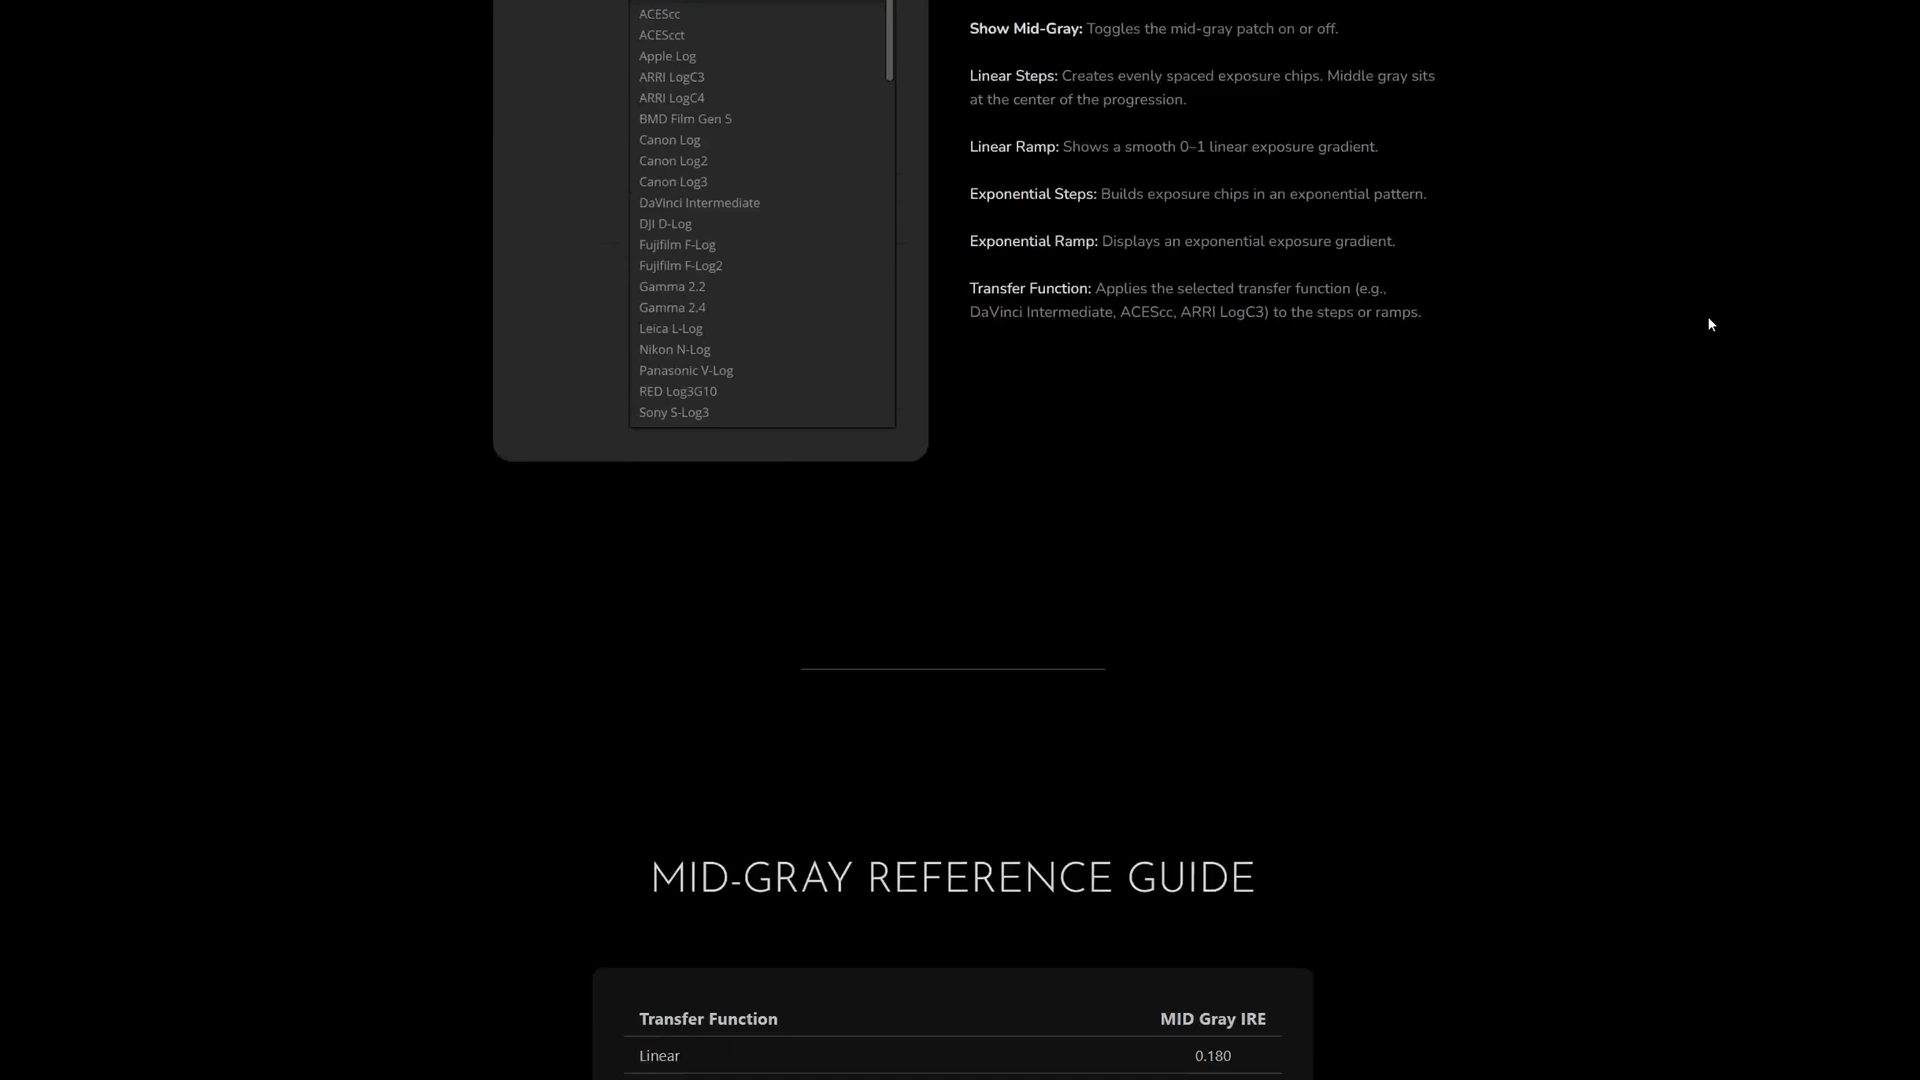 ACEScc
ACEScct
Apple Log
ARRI LogC3
ARRI LogC4
BMD Film Gen 5
Canon Log
Canon Log2
Canon Log3
DaVinci Intermediate
DJI D-Log
Fujifilm F-Log
Fujifilm F-Log2
Gamma 2.2
Gamma 2.4
Leica L-Log
Nikon N-Log
Panasonic V-Log
RED Log3G10
Sony S-Log3
Show Mid-Gray: Toggles the mid-gray patch on or off.
Linear Steps: Creates evenly spaced exposure chips. Middle gray sits
at the center of the progression.
Linear Ramp: Shows a smooth 0–1 linear exposure gradient.
Exponential Steps: Builds exposure chips in an exponential pattern.
Exponential Ramp: Displays an exponential exposure gradient.
Transfer Function: Applies the selected transfer function (e.g.,
DaVinci Intermediate, ACEScc, ARRI LogC3) to the steps or ramps.
MID-GRAY REFERENCE GUIDE
Transfer Function MID Gray IRE
Linear 0.180